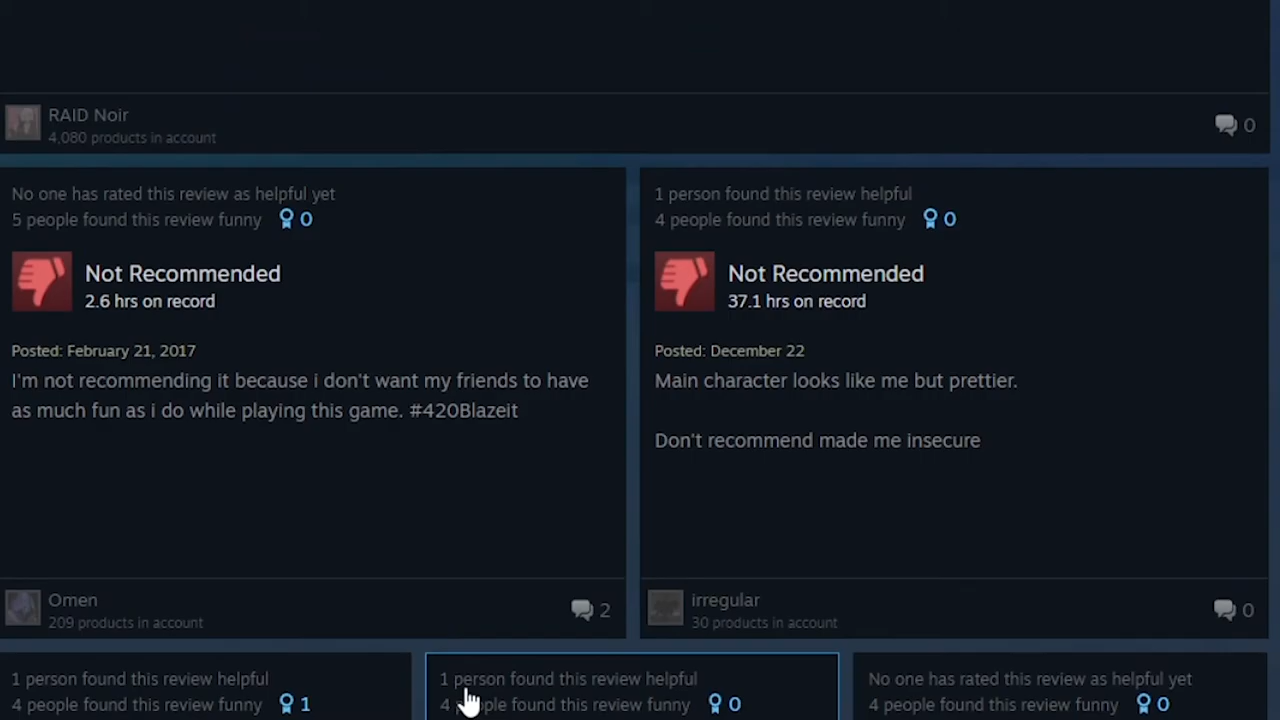 RAID Noir
4,080 products in account
0
No one has rated this review as helpful yet
5 people found this review funny 0
Not Recommended
2.6 hrs on record
Posted: February 21, 2017
I'm not recommending it because i don't want my friends to have
as much fun as i do while playing this game. #420Blazeit
Omen
209 products in account
2
1 person found this review helpful
4 people found this review funny 0
Not Recommended
37.1 hrs on record
Posted: December 22
Main character looks like me but prettier.
Don't recommend made me insecure
irregular
30 products in account
0
1 person found this review helpful
4 people found this review funny 1
1 person found this review helpful
4 people found this review funny 0
No one has rated this review as helpful yet
4 people found this review funny 0